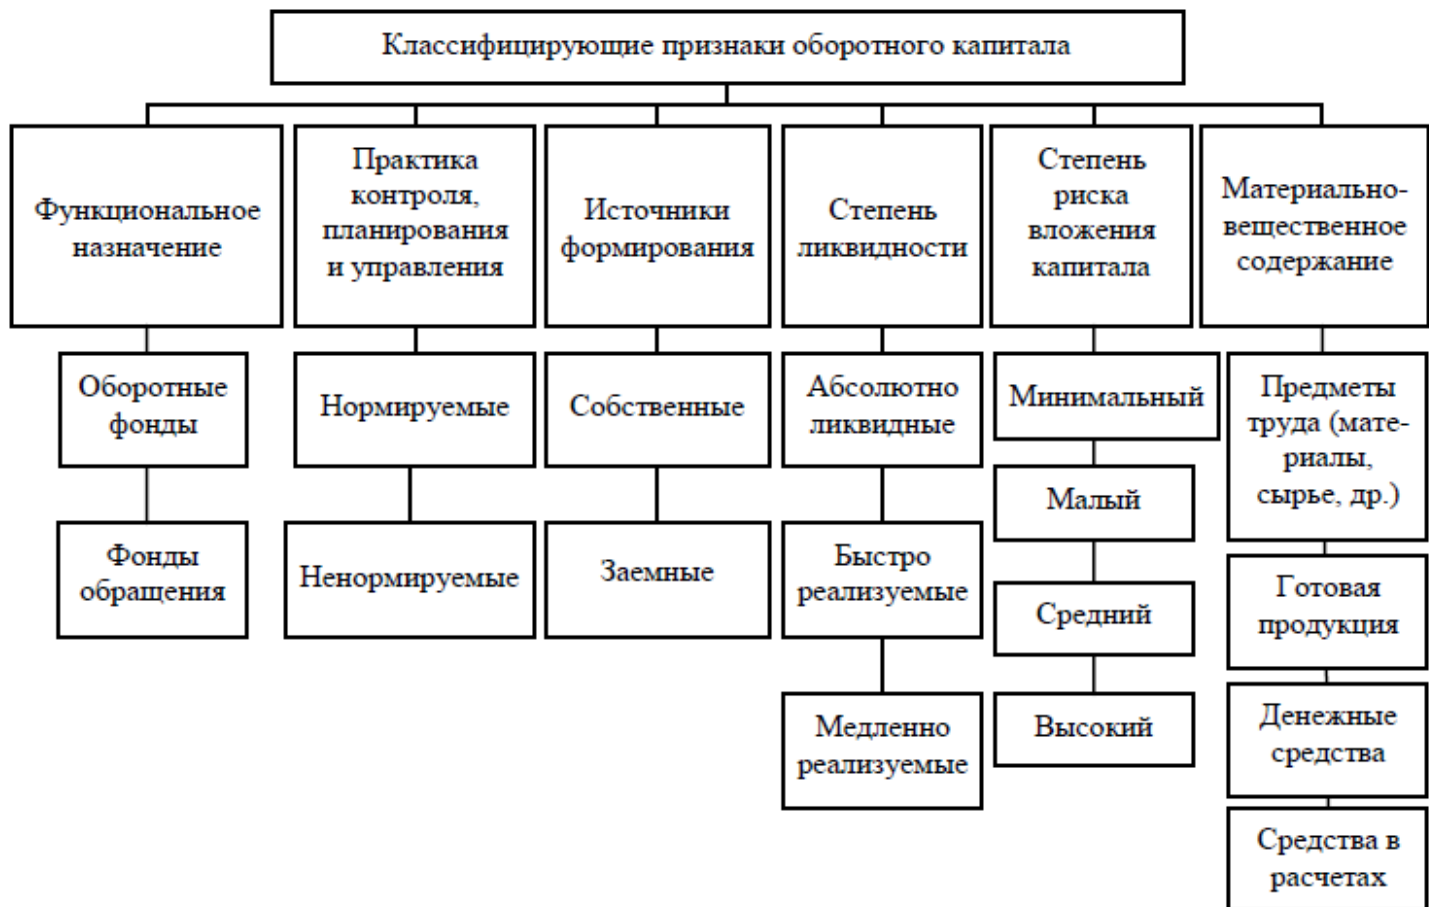 Классифицирующие признаки оборотного капитала
Функциональное
назначение
Практика
контроля,
планирования
и управления
Источники
формирования
Степень
ликвидности
Степень
риска
вложения
капитала
Материально-
вещественное
содержание
Оборотные
фонды
Нормируемые
Собственные
Абсолютно
ликвидные
Минимальный
Предметы
труда (мате-
риалы,
сырье, др.)
Малый
Фонды
обращения
Ненормируемые
Заемные
Быстро
реализуемые
Средний
Готовая
продукция
Медленно
реализуемые
Высокий
Денежные
средства
Средства в
расчетах